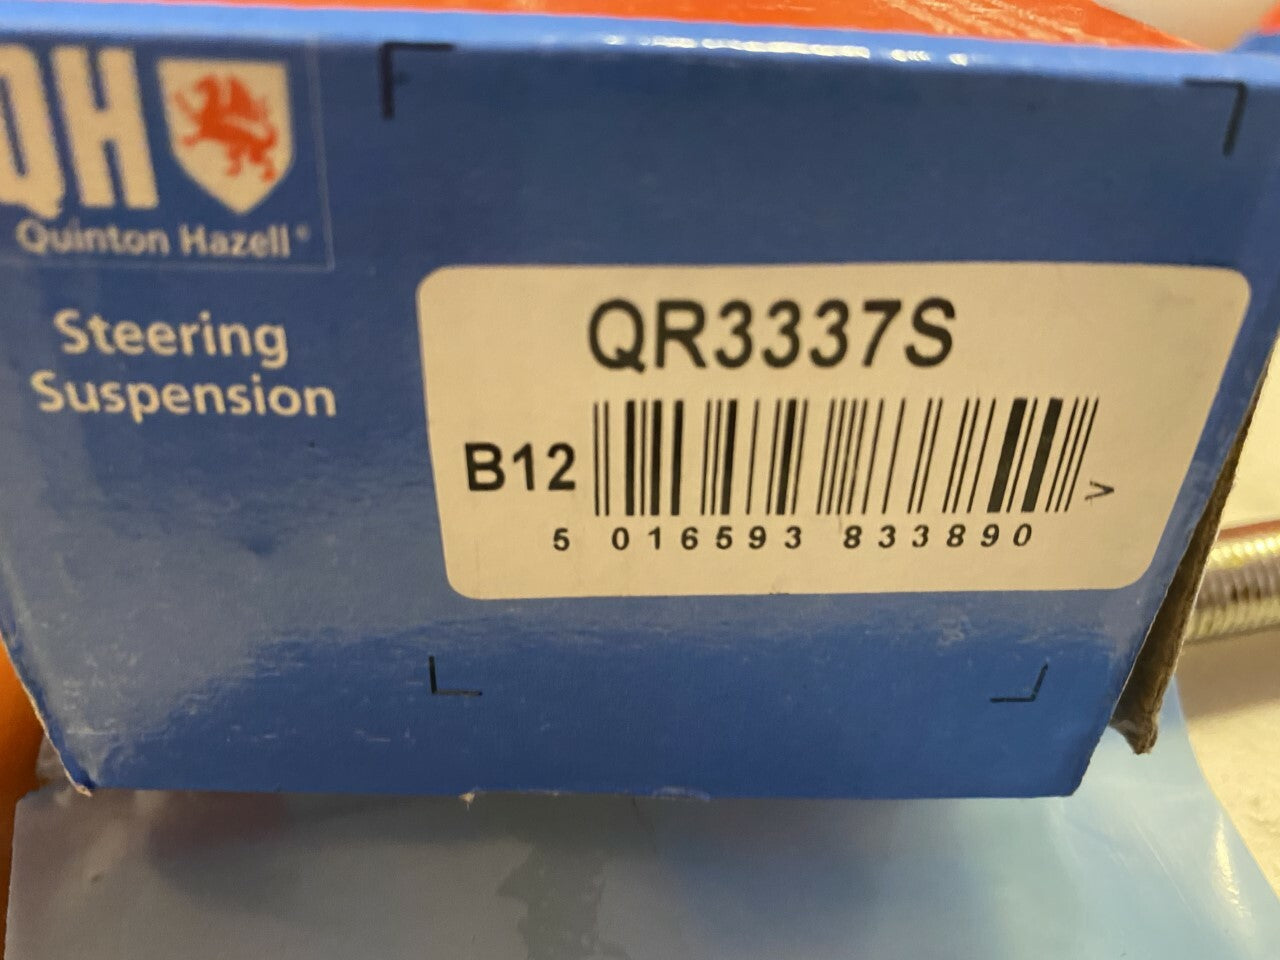 QH
Quinton Hazell®
Steering
Suspension
QR3337S
B12
5 016593 833890 >